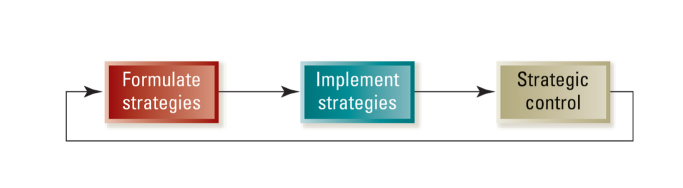 Formulate
strategies
Implement
strategies
Strategic
control